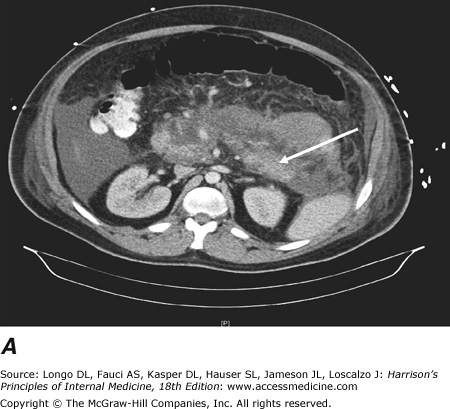 [P]
A
Source: Longo DL, Fauci AS, Kasper DL, Hauser SL, Jameson JL, Loscalzo J: Harrison's
Principles of Internal Medicine, 18th Edition: www.accessmedicine.com
Copyright © The McGraw-Hill Companies, Inc. All rights reserved.